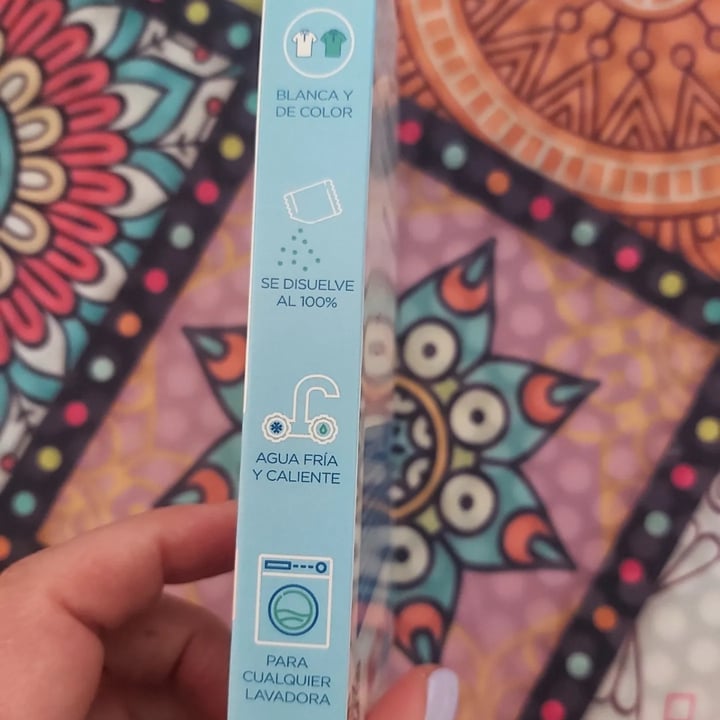 BLANCA Y
DE COLOR
SE DISUELVE
AL 100%
AGUA FRÍA
Y CALIENTE
PARA
CUALQUIER
LAVADORA